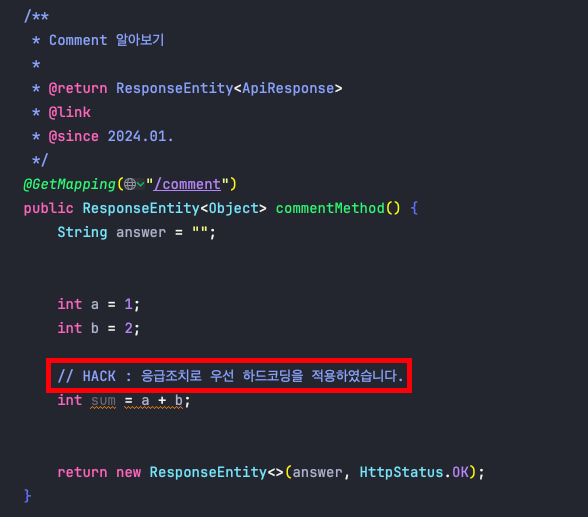 /**
 * Comment 알아보기
 *
 * @return ResponseEntity<ApiResponse>
 * @link
 * @since 2024.01.
 */
@GetMapping("/comment")
public ResponseEntity<Object> commentMethod() {
    String answer = "";
    int a = 1;
    int b = 2;
    // HACK : 응급조치로 우선 하드코딩을 적용하였습니다.
    int sum = a + b;
    return new ResponseEntity<>(answer, HttpStatus.OK);
}